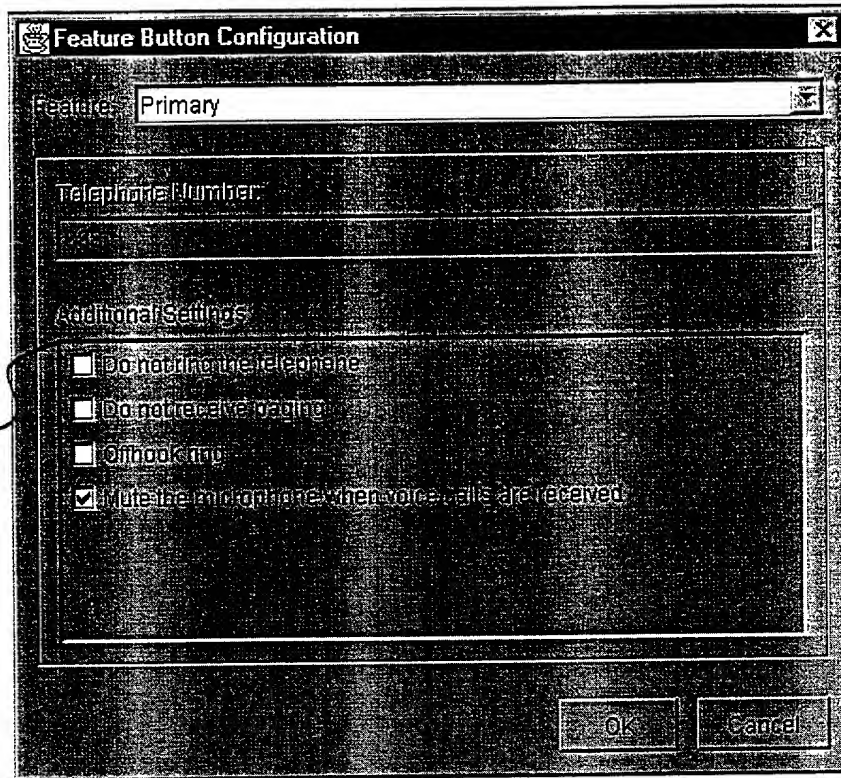 Feature Button Configuration
Feature: Primary
Telephone Number:
Additional Settings
Do not ring the telephone
Do not receive paging
Offhook ring
Mute the microphone when voice calls are received
OK Cancel